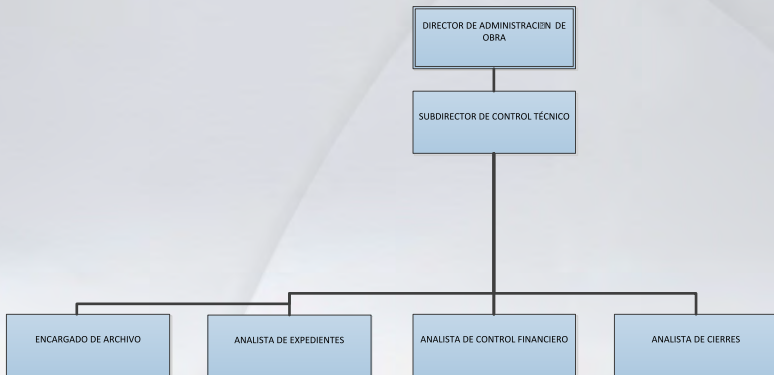 DIRECTOR DE ADMINISTRACI⍰N DE
OBRA
SUBDIRECTOR DE CONTROL TÉCNICO
ENCARGADO DE ARCHIVO
ANALISTA DE EXPEDIENTES
ANALISTA DE CONTROL FINANCIERO
ANALISTA DE CIERRES